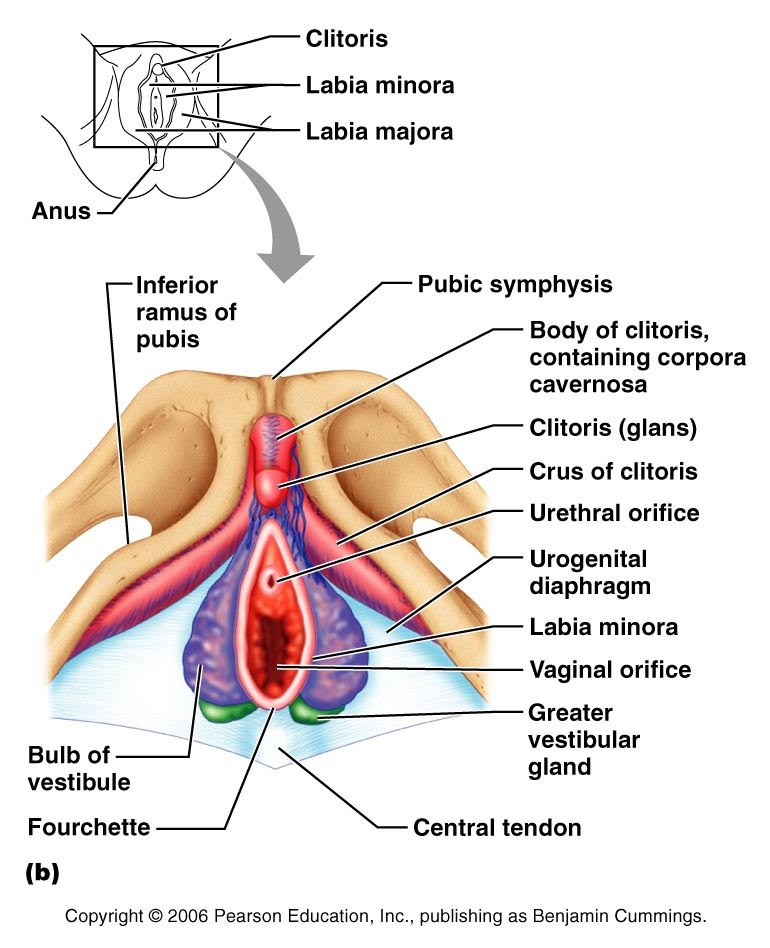 Clitoris
Labia minora
Labia majora
Anus
Inferior
ramus of
pubis
Pubic symphysis
Body of clitoris,
containing corpora
cavernosa
Clitoris (glans)
Crus of clitoris
Urethral orifice
Urogenital
diaphragm
Labia minora
Vaginal orifice
Greater
vestibular
gland
Bulb of
vestibule
Fourchette
Central tendon
(b)
Copyright © 2006 Pearson Education, Inc., publishing as Benjamin Cummings.